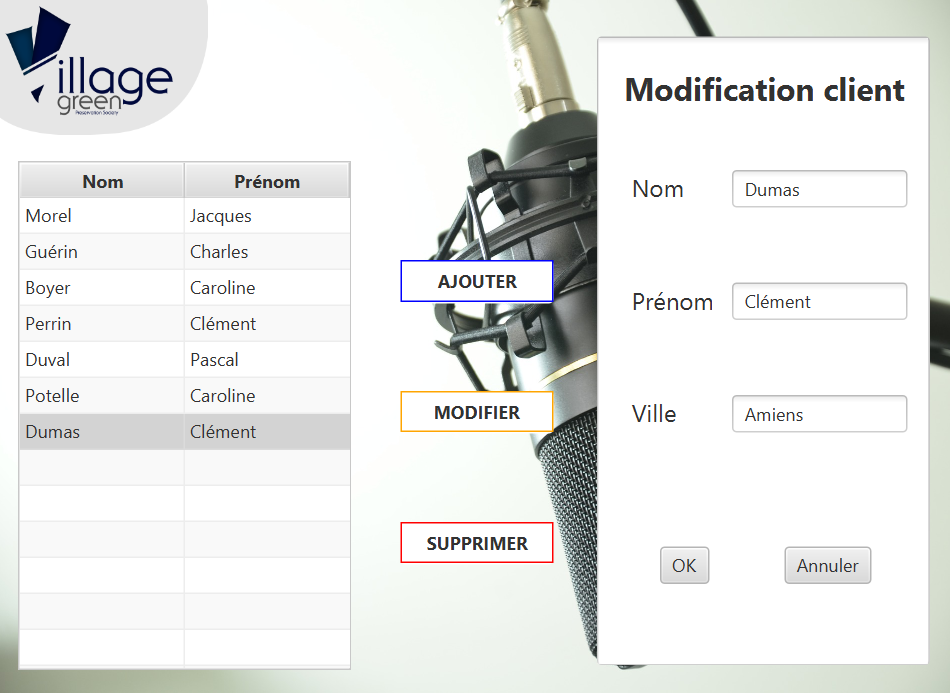 Village
green
Preservation Society
Nom Prénom
Morel Jacques
Guérin Charles
Boyer Caroline
Perrin Clément
Duval Pascal
Potelle Caroline
Dumas Clément
AJOUTER
MODIFIER
SUPPRIMER
Modification client
Nom Dumas
Prénom Clément
Ville Amiens
OK Annuler